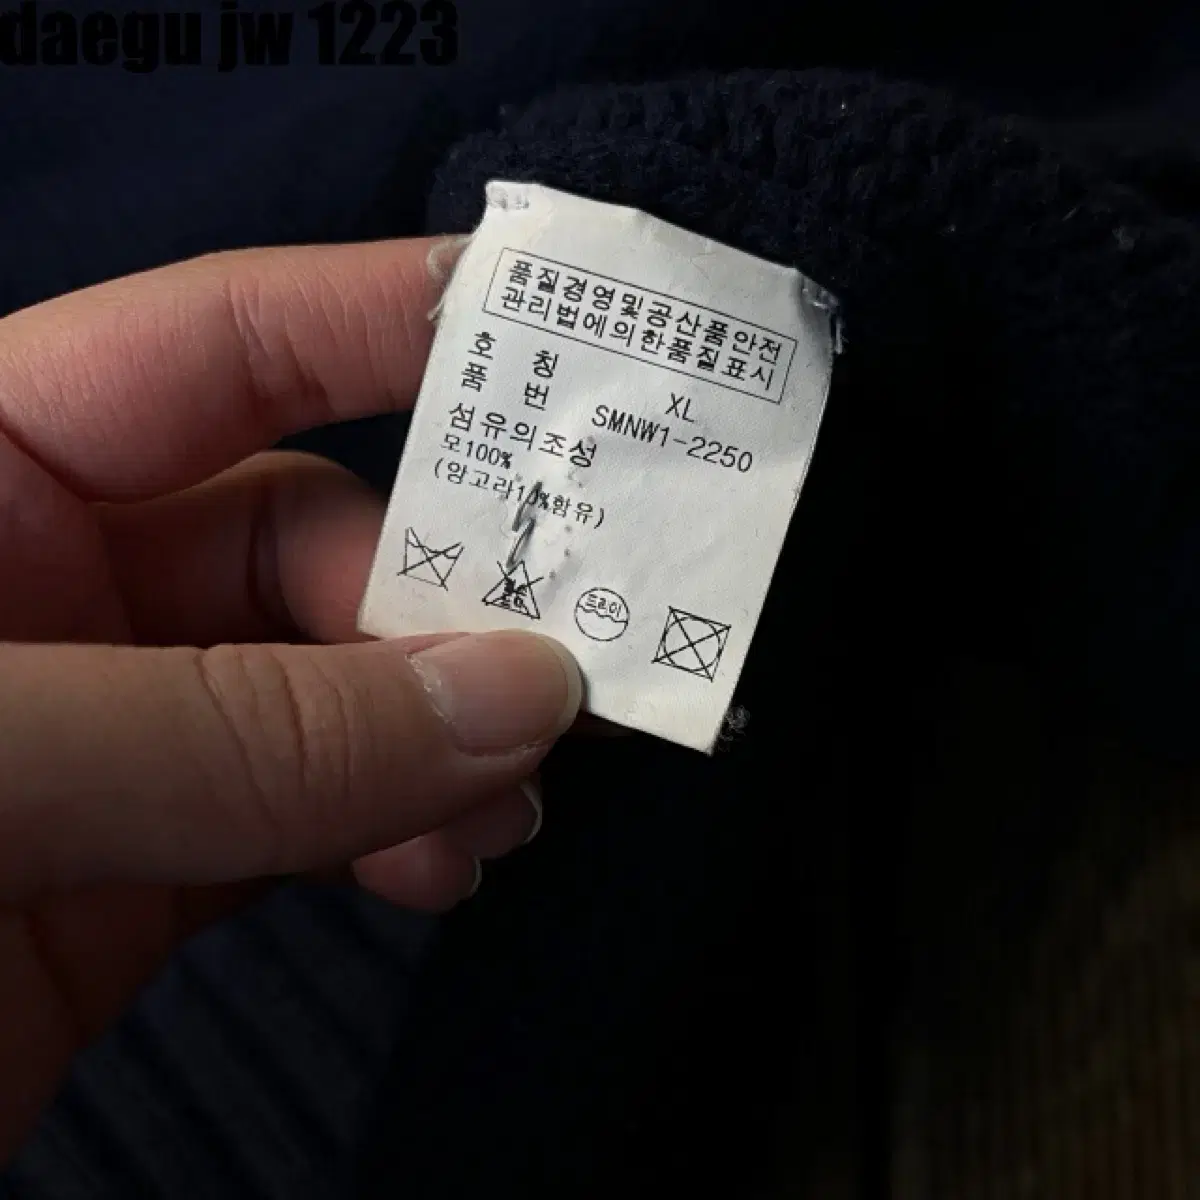 daegu jw 1223
품질경영및공산품안전
관리법에의한품질표시
호 칭 XL
품 번 SMNW1-2250
섬유의조성
모100%
(앙고라10%함유)
드라이